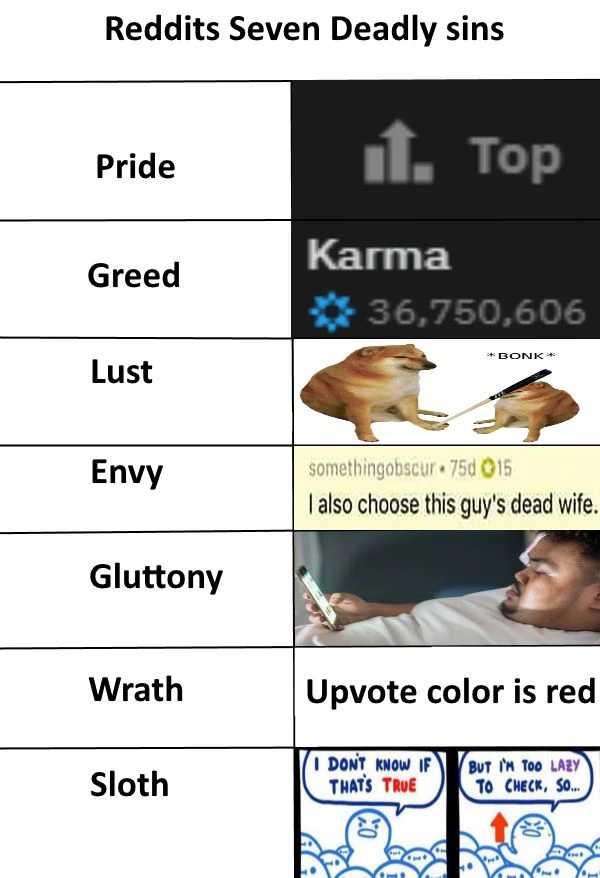 Reddits Seven Deadly sins
Pride
Top
Greed
Karma
36,750,606
Lust
*BONK*
Envy
somethingobscur • 75d 15
I also choose this guy's dead wife.
Gluttony
Wrath
Upvote color is red
Sloth
I DON'T KNOW IF
THAT'S TRUE
BUT I'M TOO LAZY
TO CHECK, SO...